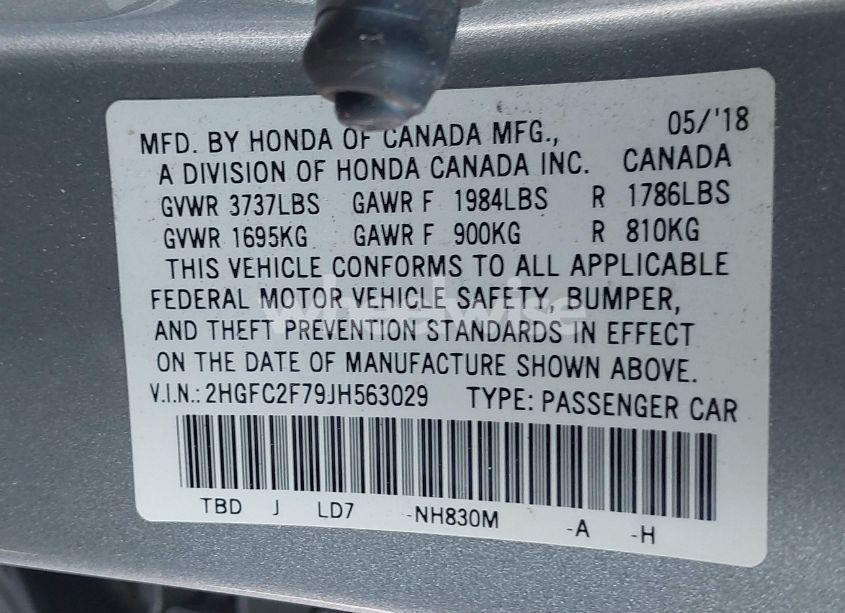 MFD. BY HONDA OF CANADA MFG., 05/'18
A DIVISION OF HONDA CANADA INC. CANADA
GVWR 3737LBS GAWR F 1984LBS R 1786LBS
GVWR 1695KG GAWR F 900KG R 810KG
THIS VEHICLE CONFORMS TO ALL APPLICABLE
FEDERAL MOTOR VEHICLE SAFETY, BUMPER,
wheelwise
AND THEFT PREVENTION STANDARDS IN EFFECT
ON THE DATE OF MANUFACTURE SHOWN ABOVE.
V.I.N.: 2HGFC2F79JH563029 TYPE: PASSENGER CAR
TBD J LD7 -NH830M -A -H